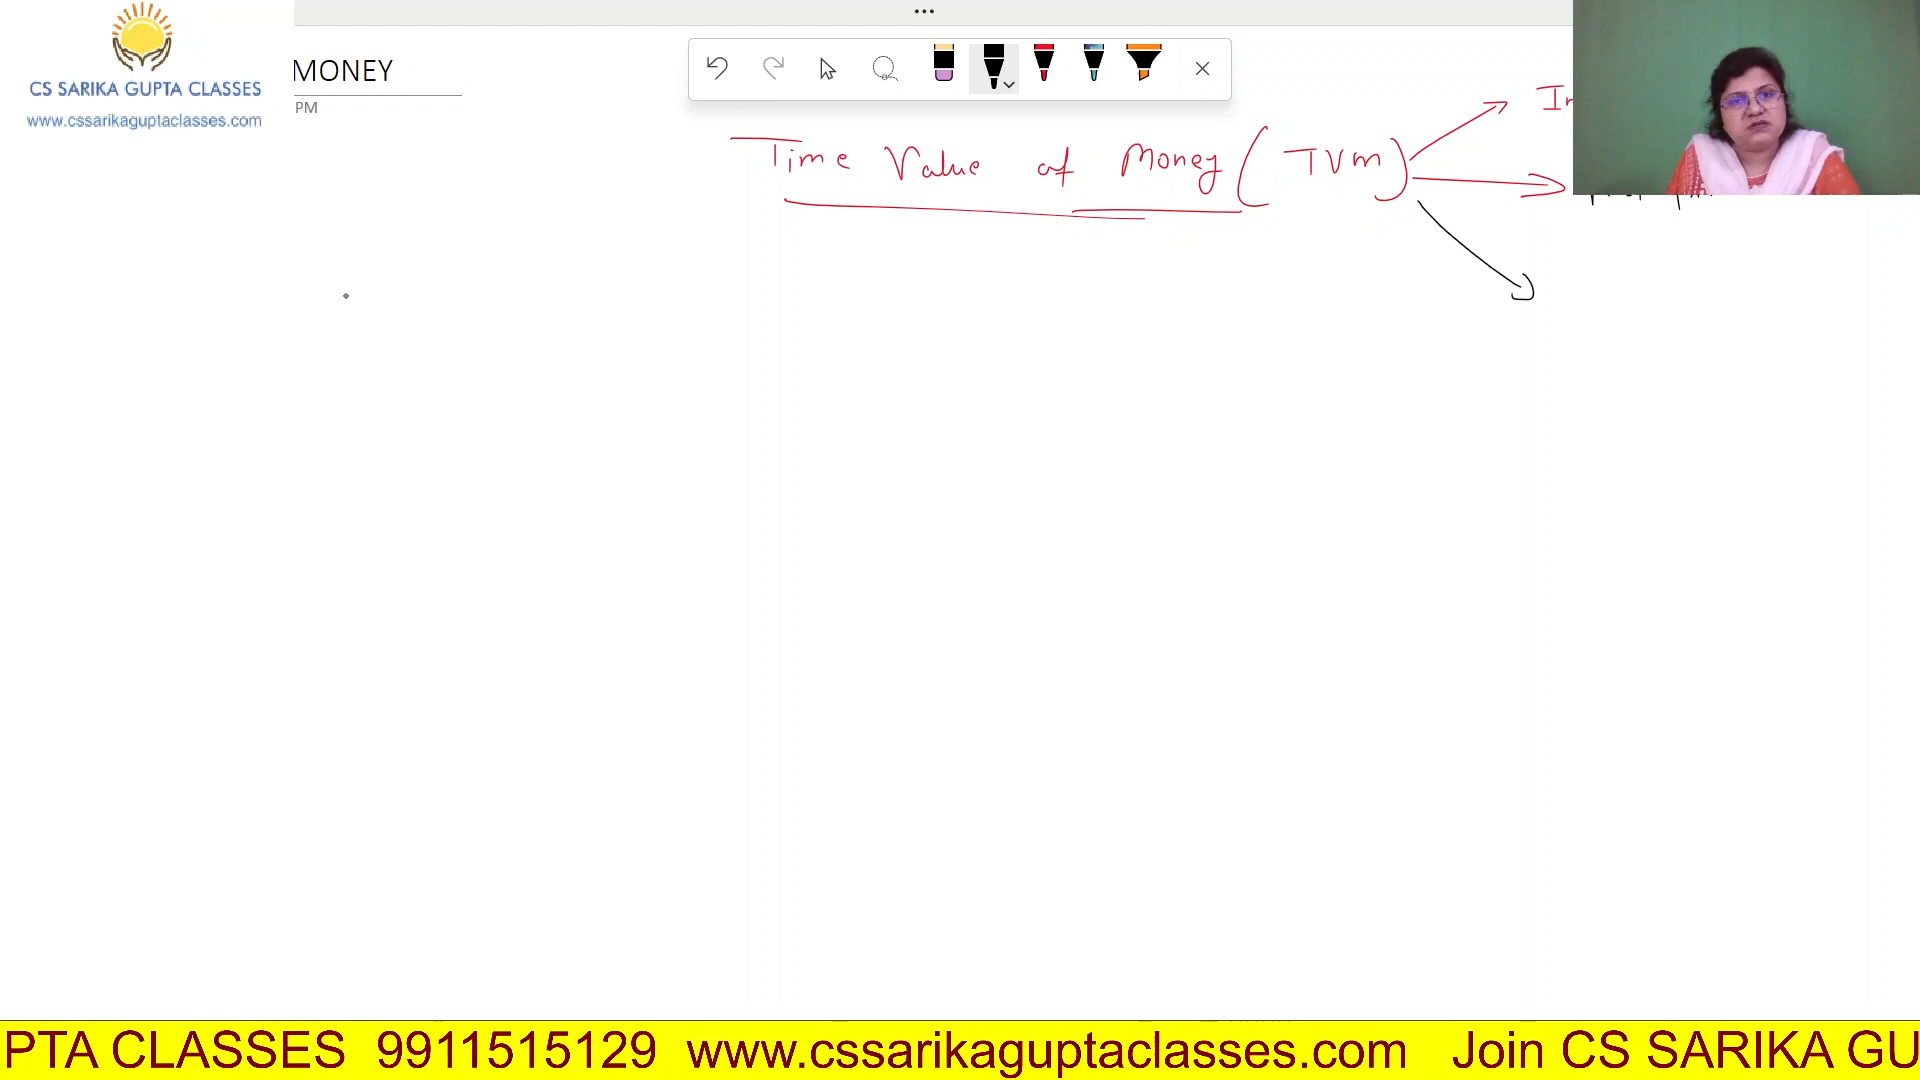 CS SARIKA GUPTA CLASSES
www.cssarikaguptaclasses.com
MONEY
PM
Time Value of Money (TVM)
PTA CLASSES 9911515129 www.cssarikaguptaclasses.com Join CS SARIKA GU